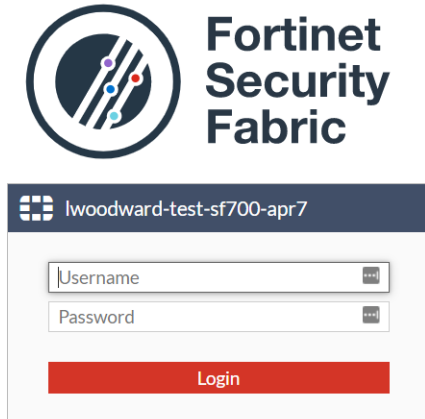 Fortinet
Security
Fabric
lwoodward-test-sf700-apr7
Username
Password
Login